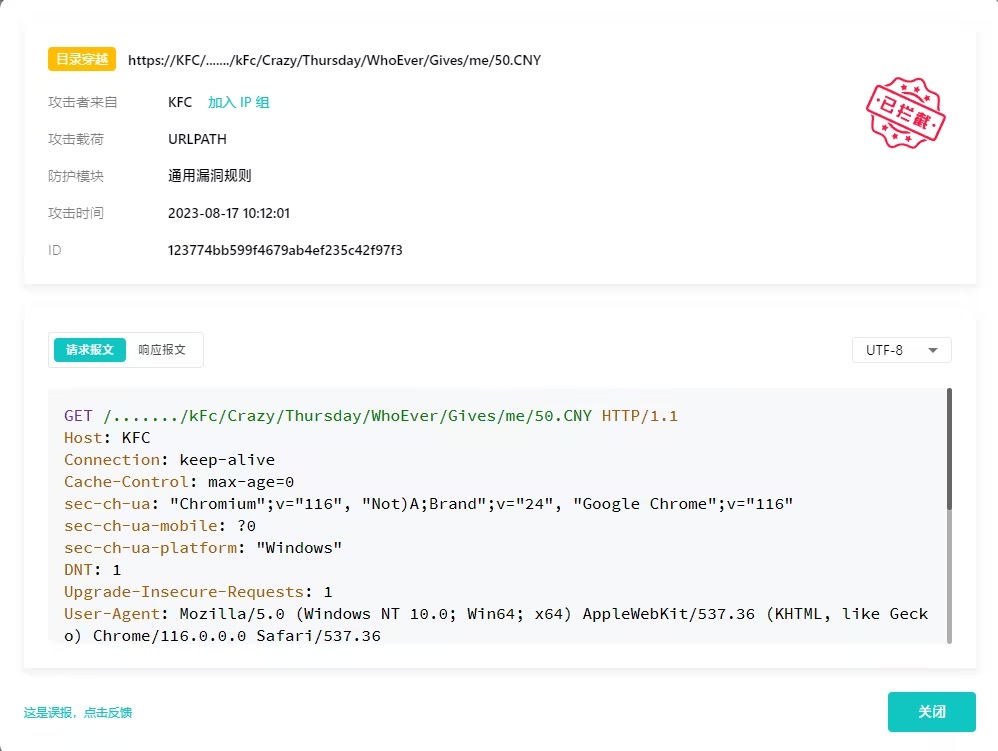 目录穿越 https://KFC/......./kFc/Crazy/Thursday/WhoEver/Gives/me/50.CNY
攻击者来自 KFC 加入 IP 组
已拦截
攻击载荷 URLPATH
防护模块 通用漏洞规则
攻击时间 2023-08-17 10:12:01
ID 123774bb599f4679ab4ef235c42f97f3
请求报文 响应报文 UTF-8
GET /......./kFc/Crazy/Thursday/WhoEver/Gives/me/50.CNY HTTP/1.1
Host: KFC
Connection: keep-alive
Cache-Control: max-age=0
sec-ch-ua: "Chromium";v="116", "Not)A;Brand";v="24", "Google Chrome";v="116"
sec-ch-ua-mobile: ?0
sec-ch-ua-platform: "Windows"
DNT: 1
Upgrade-Insecure-Requests: 1
User-Agent: Mozilla/5.0 (Windows NT 10.0; Win64; x64) AppleWebKit/537.36 (KHTML, like Geck
o) Chrome/116.0.0.0 Safari/537.36
这是误报，点击反馈 关闭